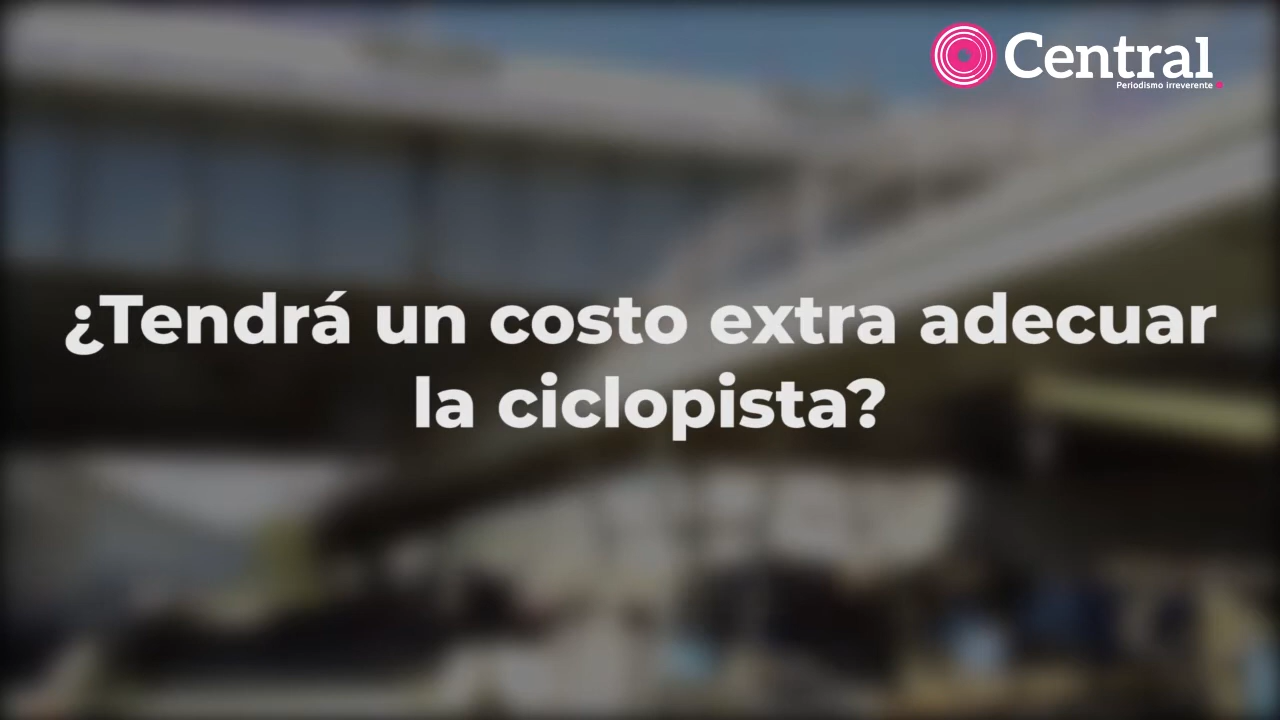 Central
Periodismo irreverente
¿Tendrá un costo extra adecuar
la ciclopista?